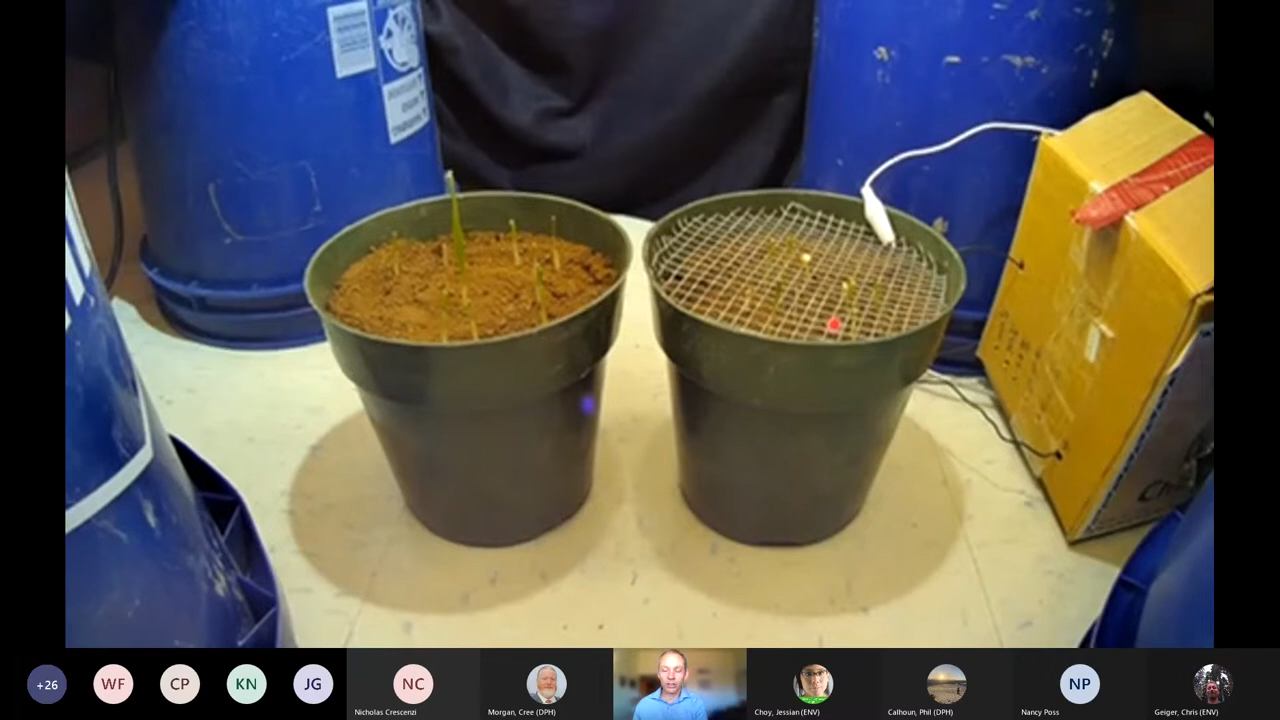 +26
WF
CP
KN
JG
NC
Nicholas Crescenzi
Morgan, Cree (DPH)
Choy, Jessian (ENV)
Calhoun, Phil (DPH)
NP
Nancy Poss
Geiger, Chris (ENV)